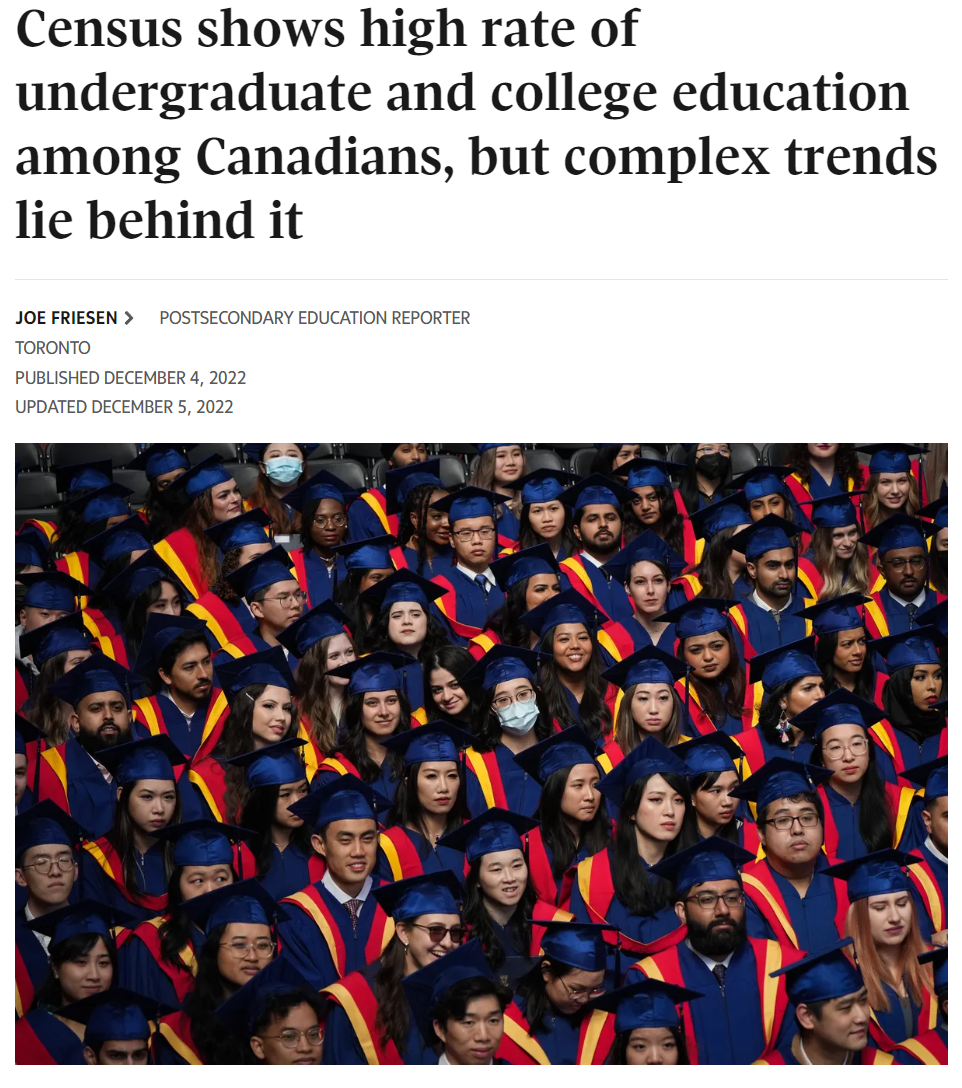 Census shows high rate of
undergraduate and college education
among Canadians, but complex trends
lie behind it
JOE FRIESEN > POSTSECONDARY EDUCATION REPORTER
TORONTO
PUBLISHED DECEMBER 4, 2022
UPDATED DECEMBER 5, 2022